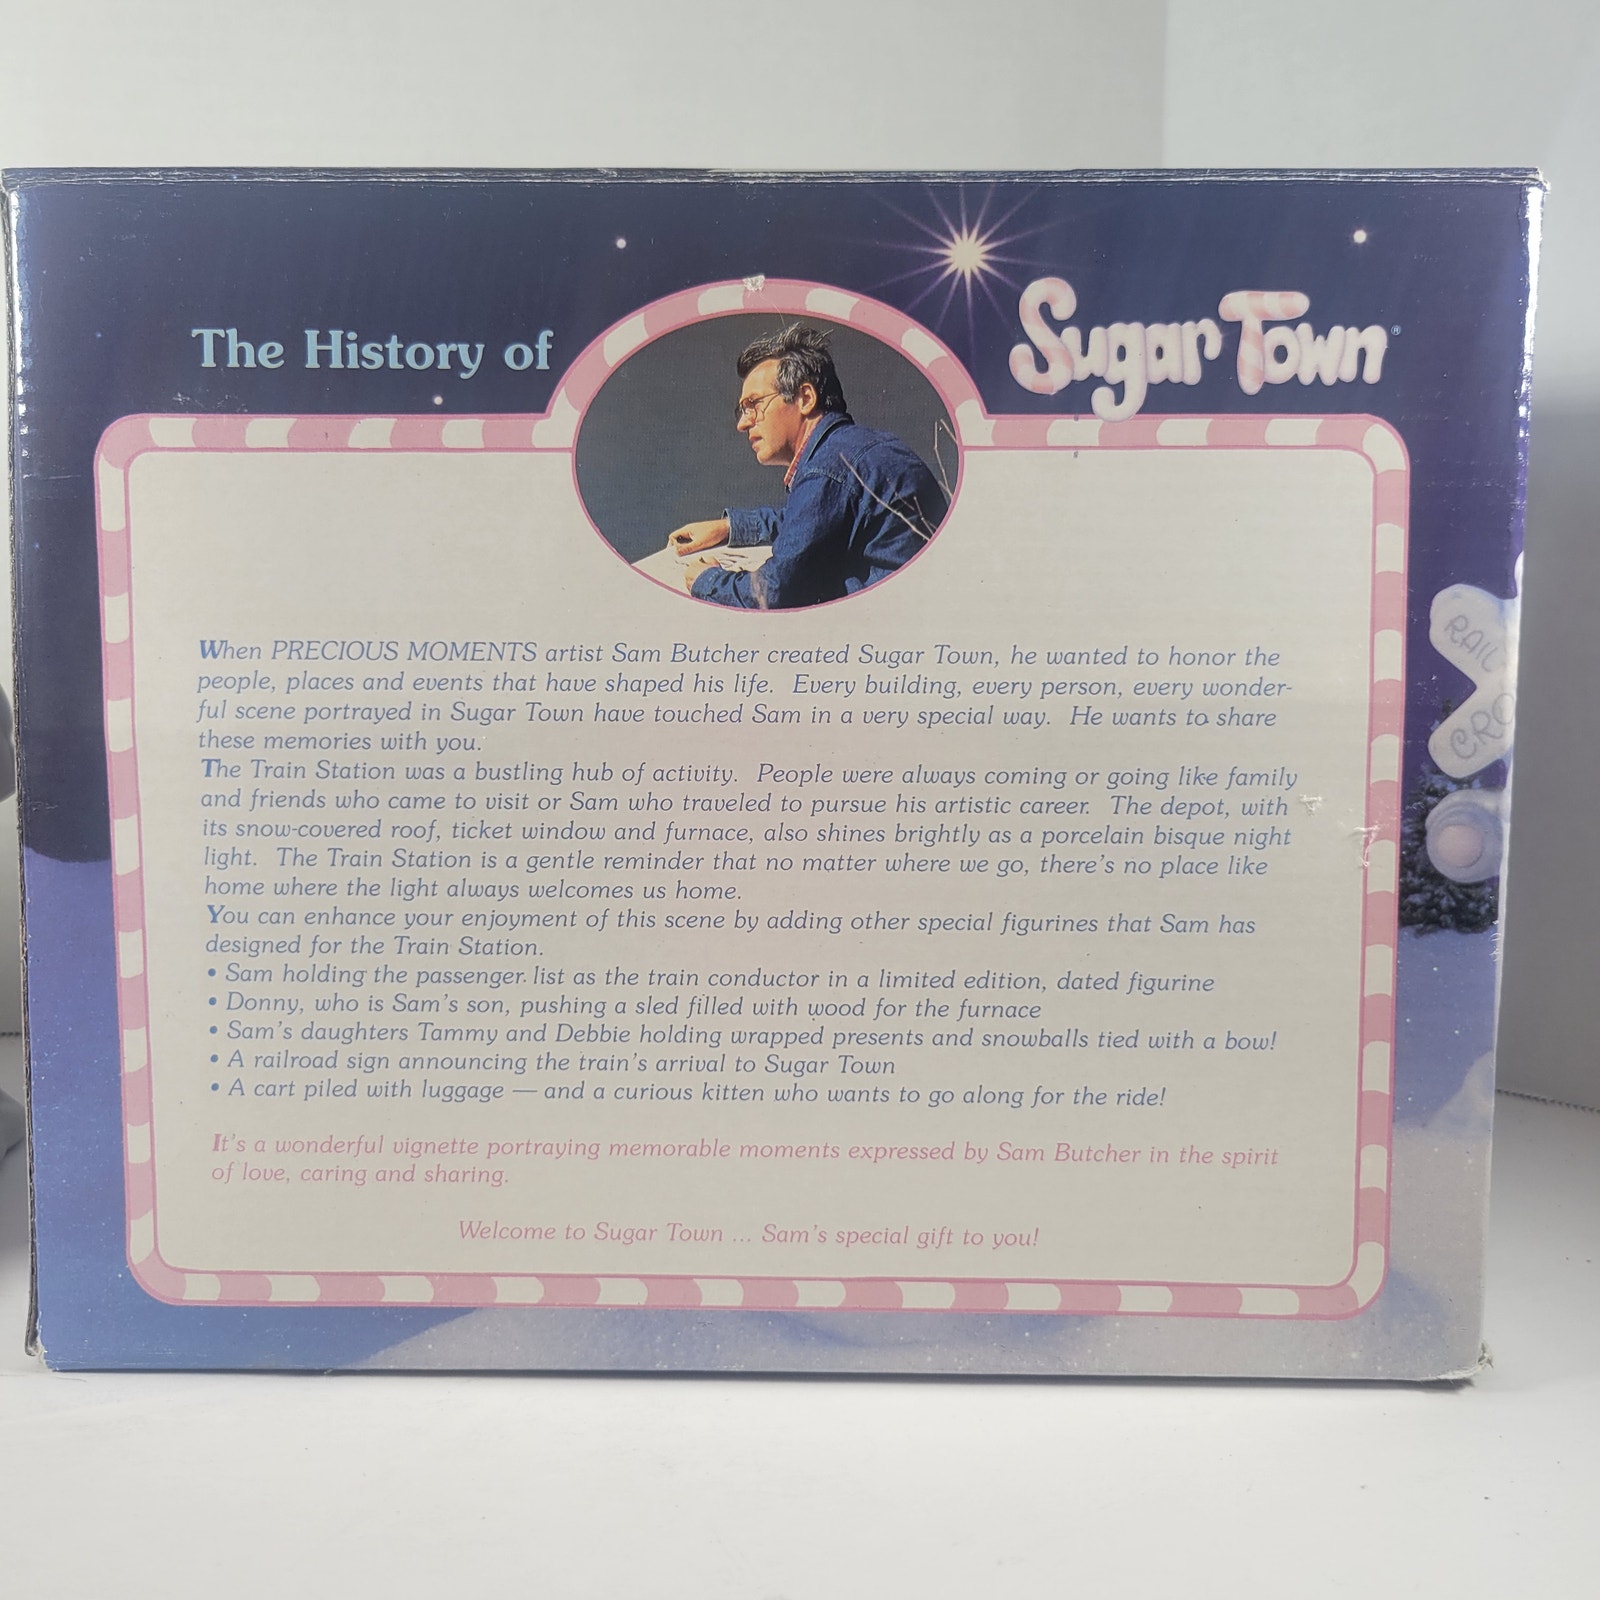 The History of
Sugar Town®
When PRECIOUS MOMENTS artist Sam Butcher created Sugar Town, he wanted to honor the
people, places and events that have shaped his life. Every building, every person, every wonder-
ful scene portrayed in Sugar Town have touched Sam in a very special way. He wants to share
these memories with you.
The Train Station was a bustling hub of activity. People were always coming or going like family
and friends who came to visit or Sam who traveled to pursue his artistic career. The depot, with
its snow-covered roof, ticket window and furnace, also shines brightly as a porcelain bisque night
light. The Train Station is a gentle reminder that no matter where we go, there's no place like
home where the light always welcomes us home.
You can enhance your enjoyment of this scene by adding other special figurines that Sam has
designed for the Train Station.
• Sam holding the passenger list as the train conductor in a limited edition, dated figurine
• Donny, who is Sam's son, pushing a sled filled with wood for the furnace
• Sam's daughters Tammy and Debbie holding wrapped presents and snowballs tied with a bow!
• A railroad sign announcing the train's arrival to Sugar Town
• A cart piled with luggage — and a curious kitten who wants to go along for the ride!
It's a wonderful vignette portraying memorable moments expressed by Sam Butcher in the spirit
of love, caring and sharing.
Welcome to Sugar Town ... Sam's special gift to you!
RAIL
CRO